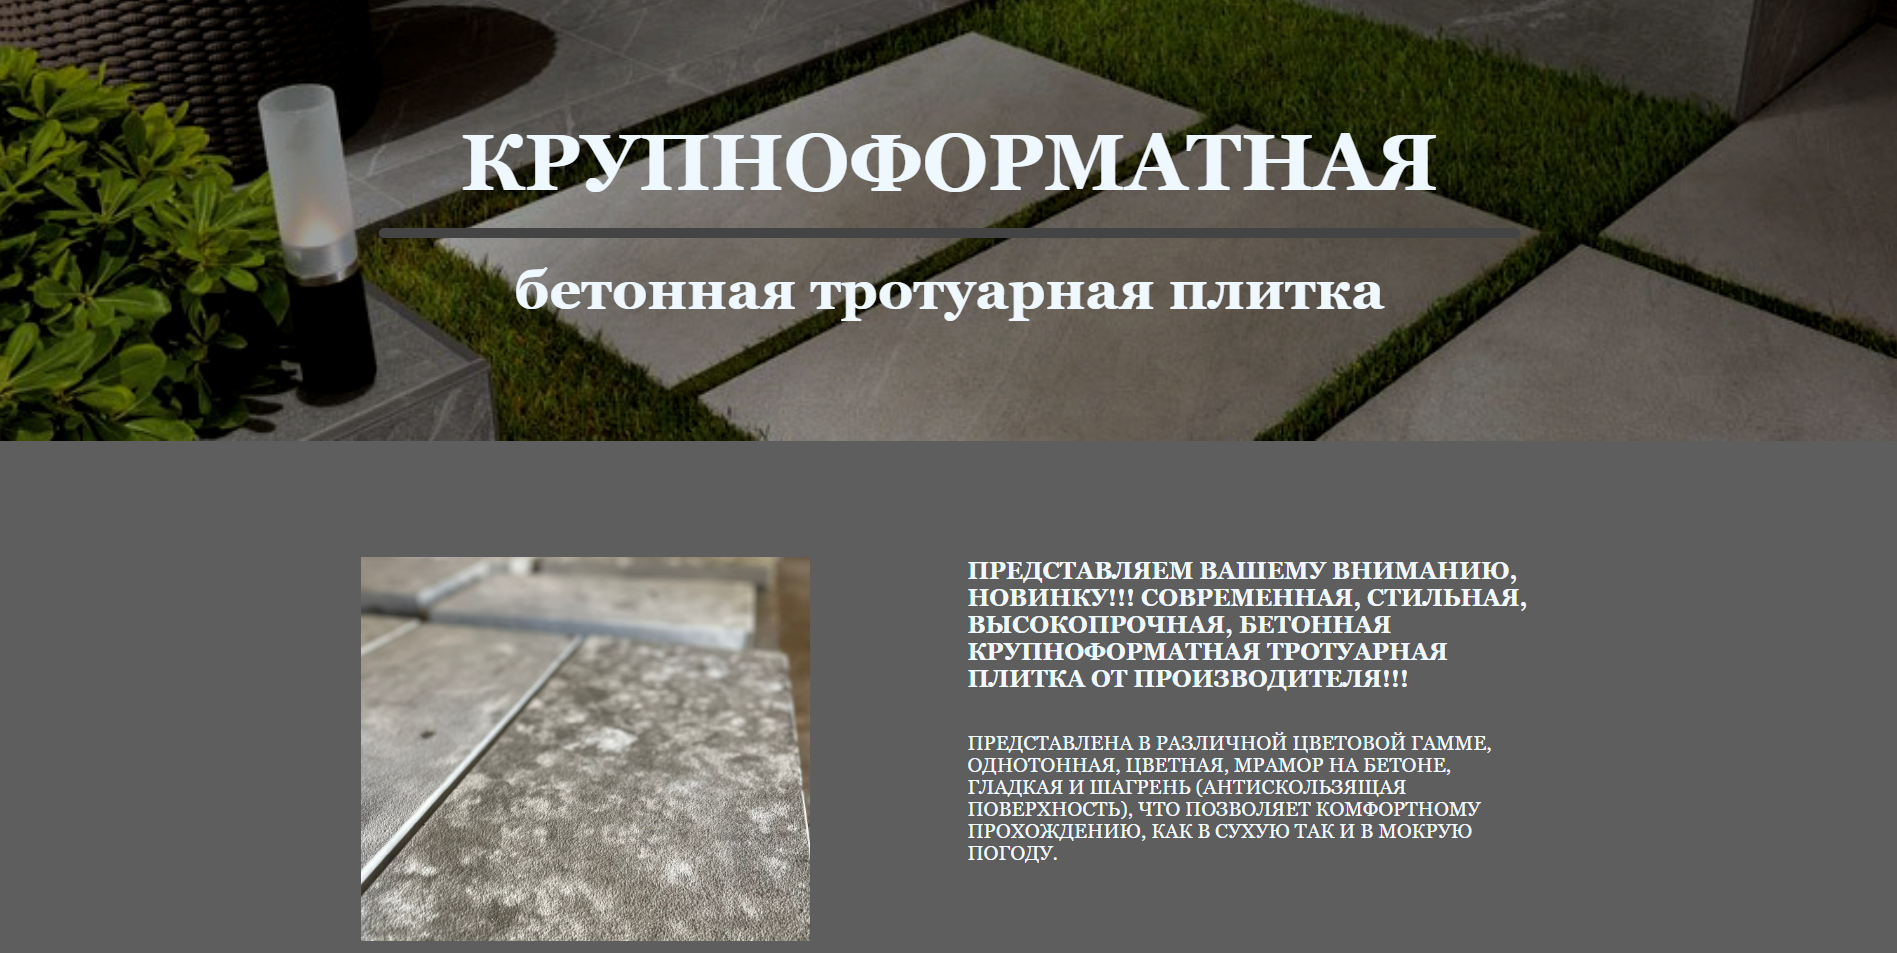 КРУПНОФОРМАТНАЯ
бетонная тротуарная плитка
ПРЕДСТАВЛЯЕМ ВАШЕМУ ВНИМАНИЮ,
НОВИНКУ!!! СОВРЕМЕННАЯ, СТИЛЬНАЯ,
ВЫСОКОПРОЧНАЯ, БЕТОННАЯ
КРУПНОФОРМАТНАЯ ТРОТУАРНАЯ
ПЛИТКА ОТ ПРОИЗВОДИТЕЛЯ!!!
ПРЕДСТАВЛЕНА В РАЗЛИЧНОЙ ЦВЕТОВОЙ ГАММЕ,
ОДНОТОННАЯ, ЦВЕТНАЯ, МРАМОР НА БЕТОНЕ,
ГЛАДКАЯ И ШАГРЕНЬ (АНТИСКОЛЬЗЯЩАЯ
ПОВЕРХНОСТЬ), ЧТО ПОЗВОЛЯЕТ КОМФОРТНОМУ
ПРОХОЖДЕНИЮ, КАК В СУХУЮ ТАК И В МОКРУЮ
ПОГОДУ.